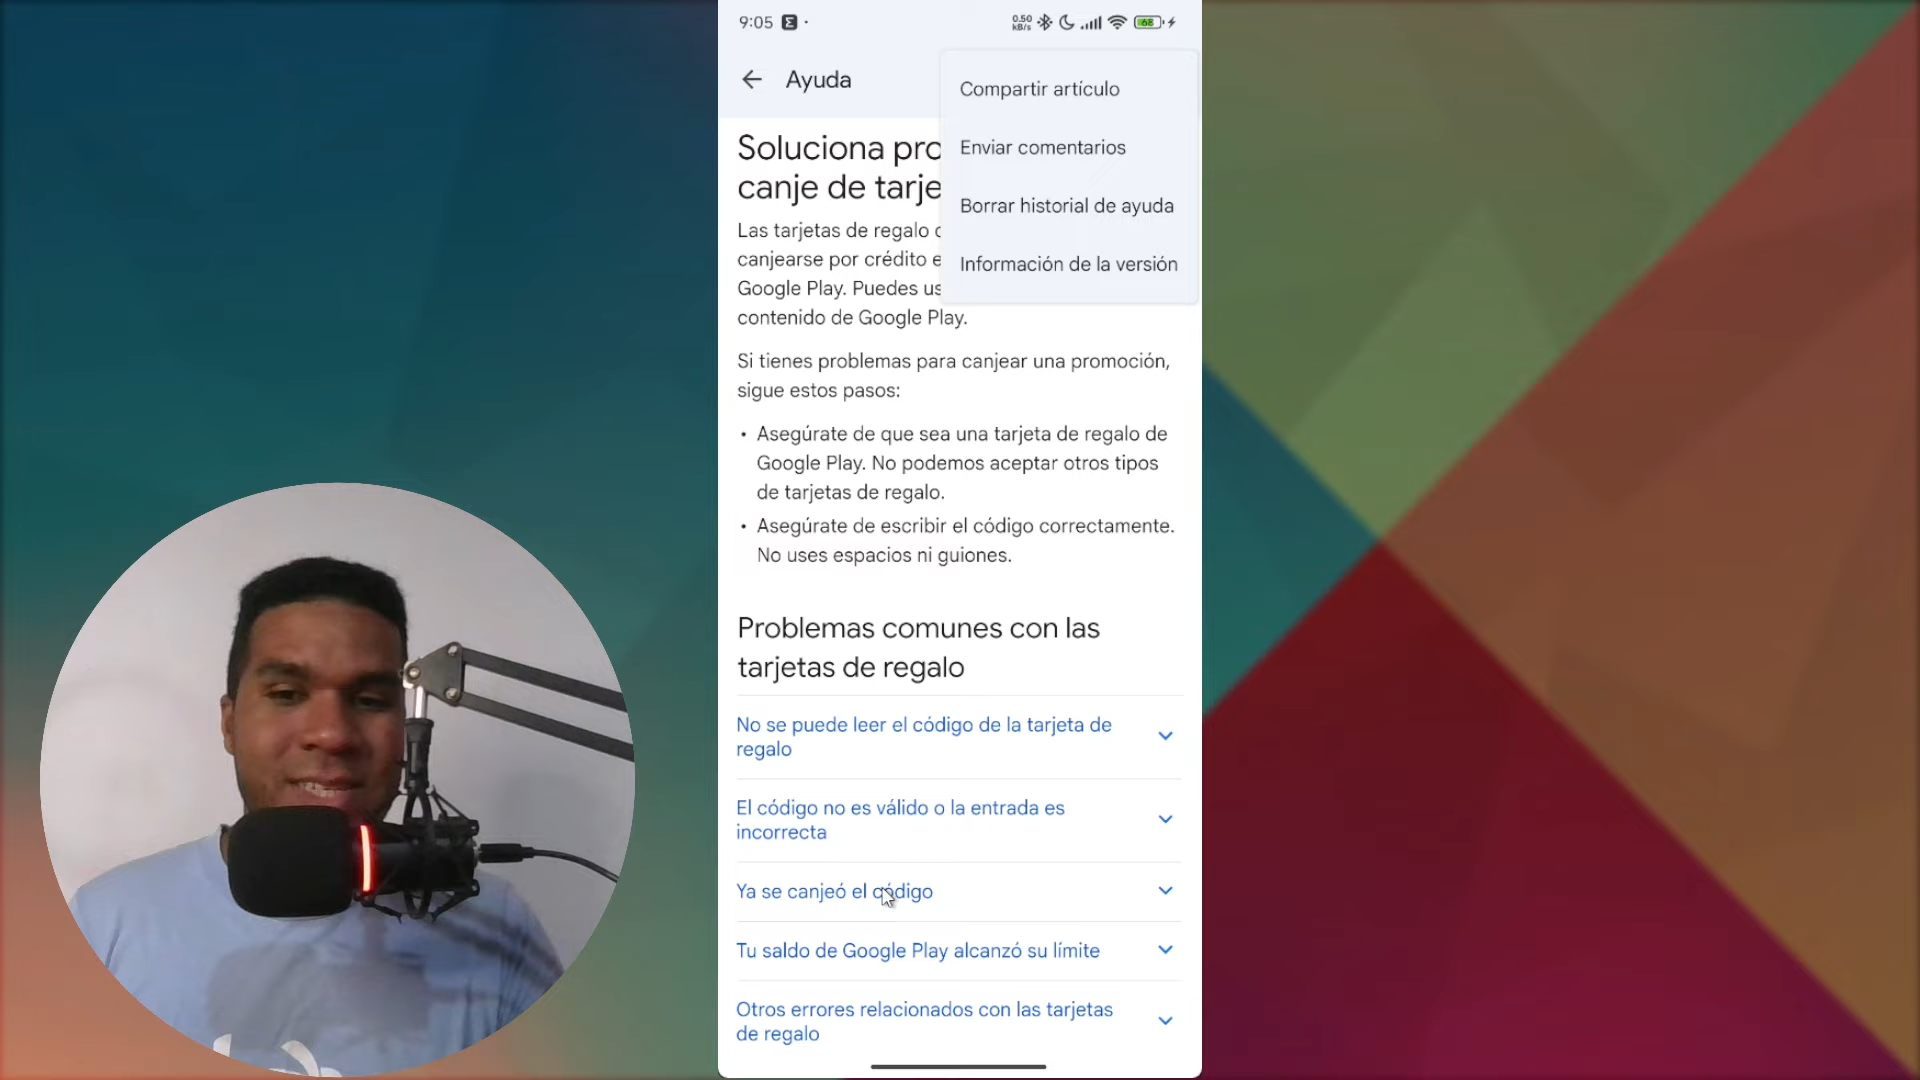 9:05
0.50
kB/s
68
Ayuda
Compartir artículo
Enviar comentarios
Borrar historial de ayuda
Información de la versión
Soluciona pro
canje de tarje
Las tarjetas de regalo
canjearse por crédito e
Google Play. Puedes us
contenido de Google Play.
Si tienes problemas para canjear una promoción,
sigue estos pasos:
• Asegúrate de que sea una tarjeta de regalo de
Google Play. No podemos aceptar otros tipos
de tarjetas de regalo.
• Asegúrate de escribir el código correctamente.
No uses espacios ni guiones.
Problemas comunes con las
tarjetas de regalo
No se puede leer el código de la tarjeta de
regalo
El código no es válido o la entrada es
incorrecta
Ya se canjeó el código
Tu saldo de Google Play alcanzó su límite
Otros errores relacionados con las tarjetas
de regalo